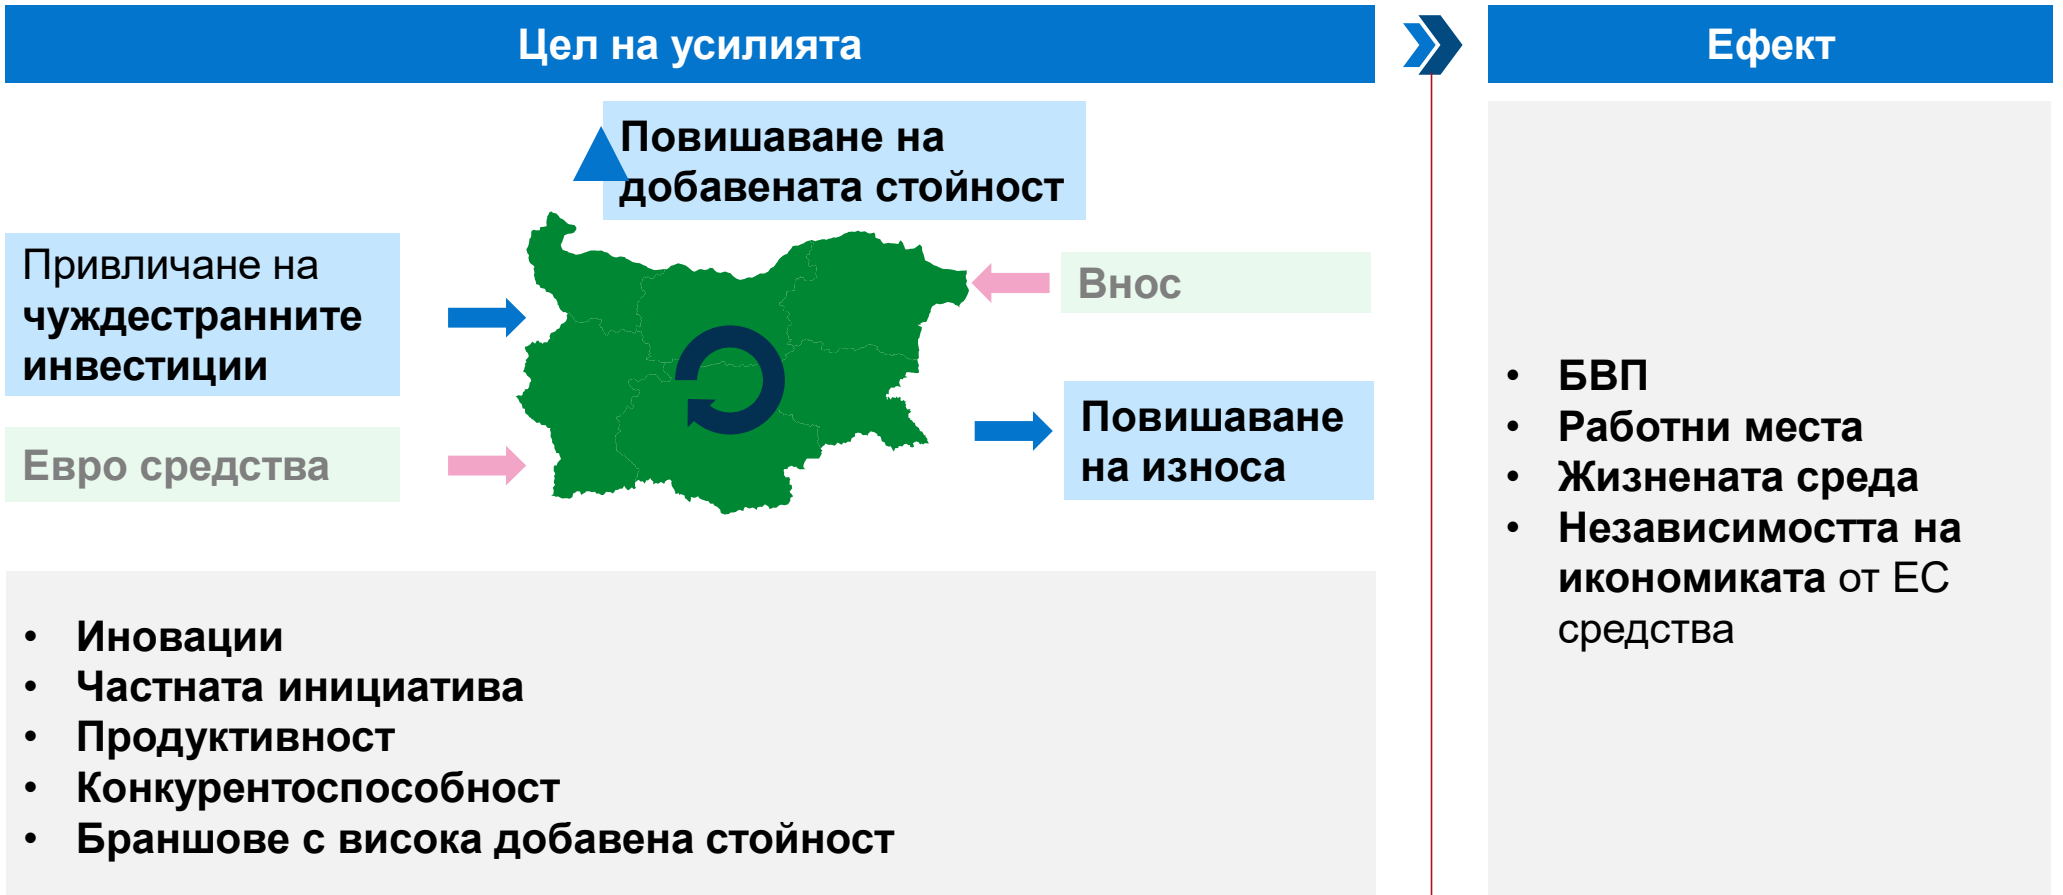 Цел на усилията
Повишаване на
добавената стойност
Привличане на
чуждестранните
инвестиции
Внос
Евро средства
Повишаване
на износа
• Иновации
• Частната инициатива
• Продуктивност
• Конкурентоспособност
• Браншове с висока добавена стойност
Ефект
• БВП
• Работни места
• Жизнената среда
• Независимостта на
икономиката от ЕС
средства